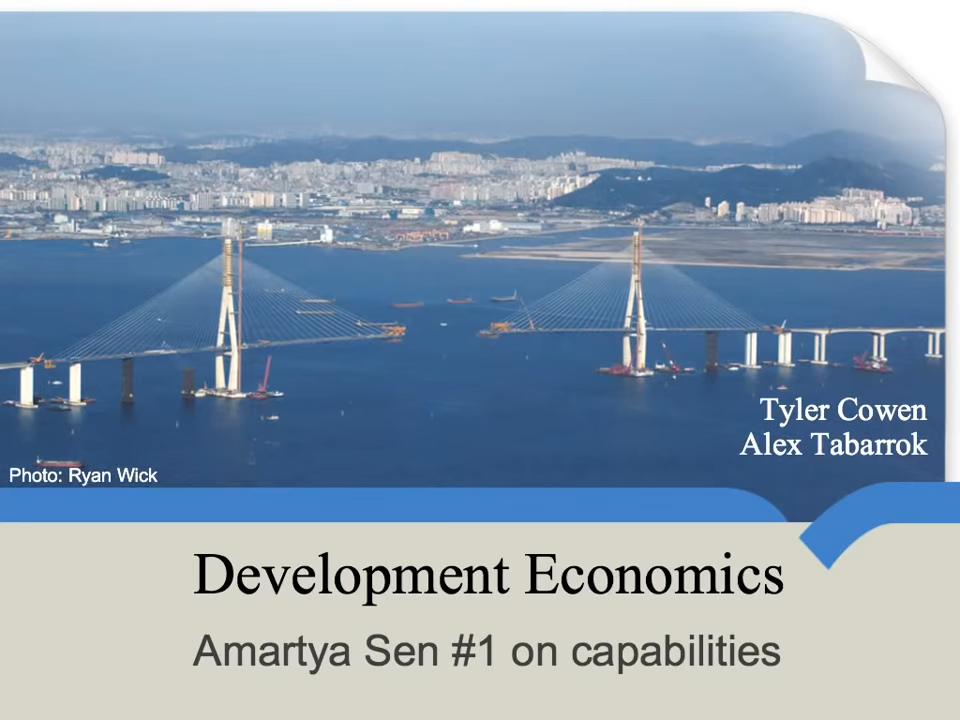 Tyler Cowen
Alex Tabarrok
Photo: Ryan Wick
Development Economics
Amartya Sen #1 on capabilities